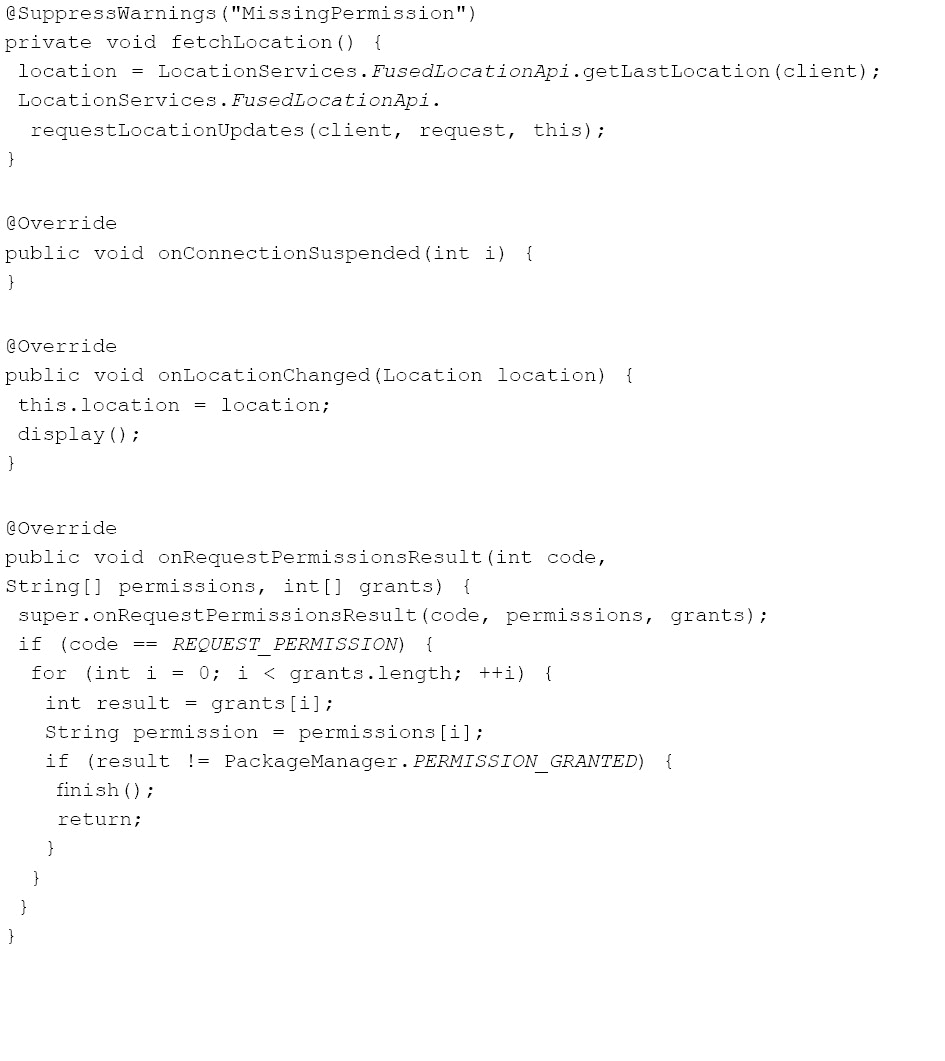 @SuppressWarnings("MissingPermission")
private void fetchLocation() {
location = LocationServices.FusedLocationApi.getLastLocation(client);
LocationServices.FusedLocationApi.
requestLocationUpdates(client, request, this);
}
@Override
public void onConnectionSuspended(int i) {
}
@Override
public void onLocationChanged(Location location) {
this.location = location;
display();
}
@Override
public void onRequestPermissionsResult(int code,
String[] permissions, int[] grants) {
super.onRequestPermissionsResult(code, permissions, grants);
if (code == REQUEST_PERMISSION) {
for (int i = 0; i < grants.length; ++i) {
int result = grants[i];
String permission = permissions[i];
if (result != PackageManager.PERMISSION_GRANTED) {
finish();
return;
}
}
}
}